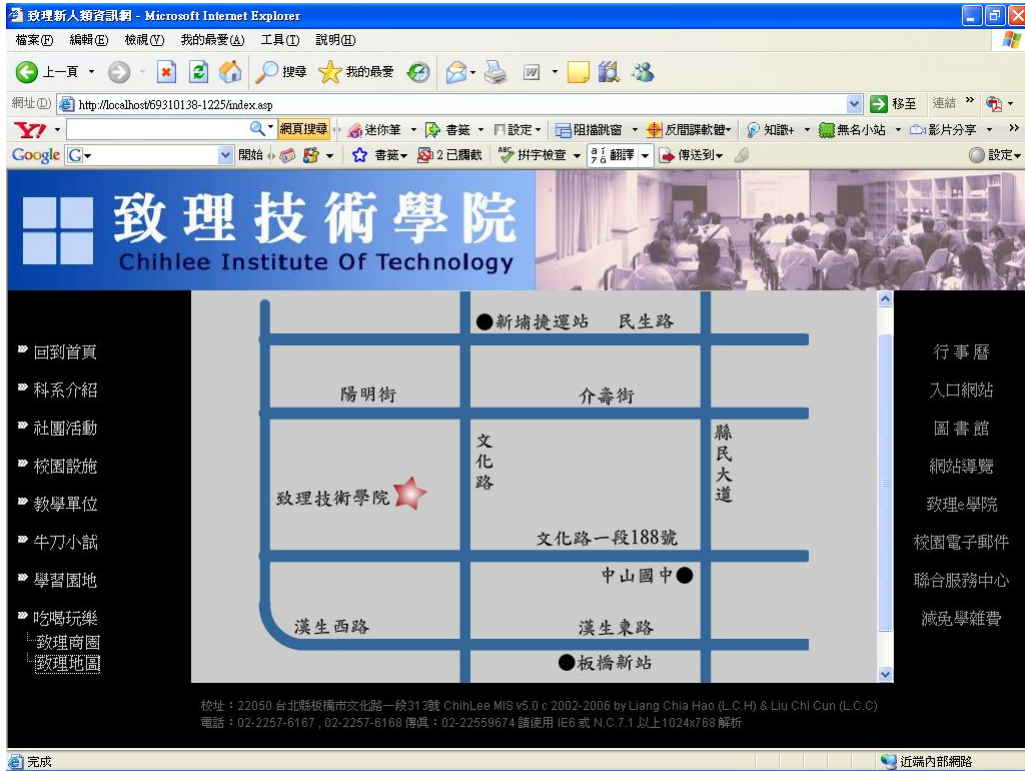 致理新人類資訊網 - Microsoft Internet Explorer
檔案(F) 編輯(E) 檢視(V) 我的最愛(A) 工具(T) 說明(H)
上一頁 搜尋 我的最愛
網址(D) http://localhost/69310138-1225/index.asp 移至 連結 »
Y7 網頁搜尋 迷你筆 書籤 設定 阻擋跳窗 反間諜軟體 知識+ 無名小站 影片分享 »
Google G 開始 書籤 2 已攔截 拼字檢查 翻譯 傳送到 設定
致理技術學院
Chihlee Institute Of Technology
回到首頁
科系介紹
社團活動
校園設施
教學單位
牛刀小試
學習園地
吃喝玩樂
致理商圈
致理地圖
新埔捷運站 民生路
陽明街 介壽街
文化路
縣民大道
致理技術學院
文化路一段188號
中山國中
漢生西路 漢生東路
板橋新站
行事曆
入口網站
圖書館
網站導覽
致理e學院
校園電子郵件
聯合服務中心
減免學雜費
校址：22050 台北縣板橋市文化路一段313號 ChihLee MIS v5.0 c 2002-2006 by Liang Chia Hao (L.C.H) & Liu Chi Cun (L.C.C)
電話：02-2257-6167 , 02-2257-6168 傳真：02-22559674 請使用 IE6 或 N.C.7.1 以上1024x768 解析
完成 近端內部網路